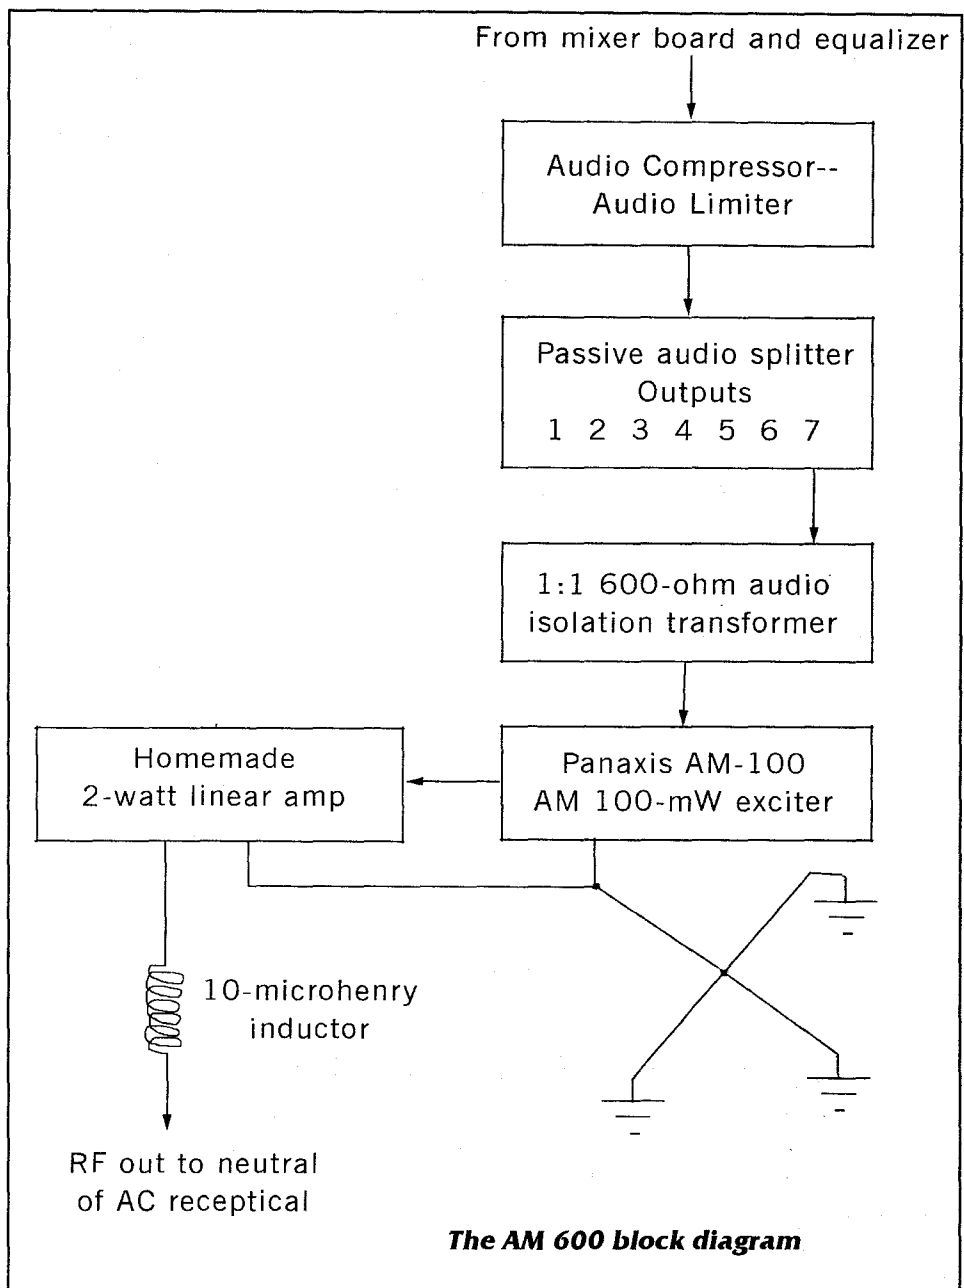 From mixer board and equalizer
Audio Compressor--
Audio Limiter
Passive audio splitter
Outputs
1 2 3 4 5 6 7
1:1 600-ohm audio
isolation transformer
Homemade
2-watt linear amp
Panaxis AM-100
AM 100-mW exciter
10-microhenry
inductor
RF out to neutral
of AC receptical
The AM 600 block diagram